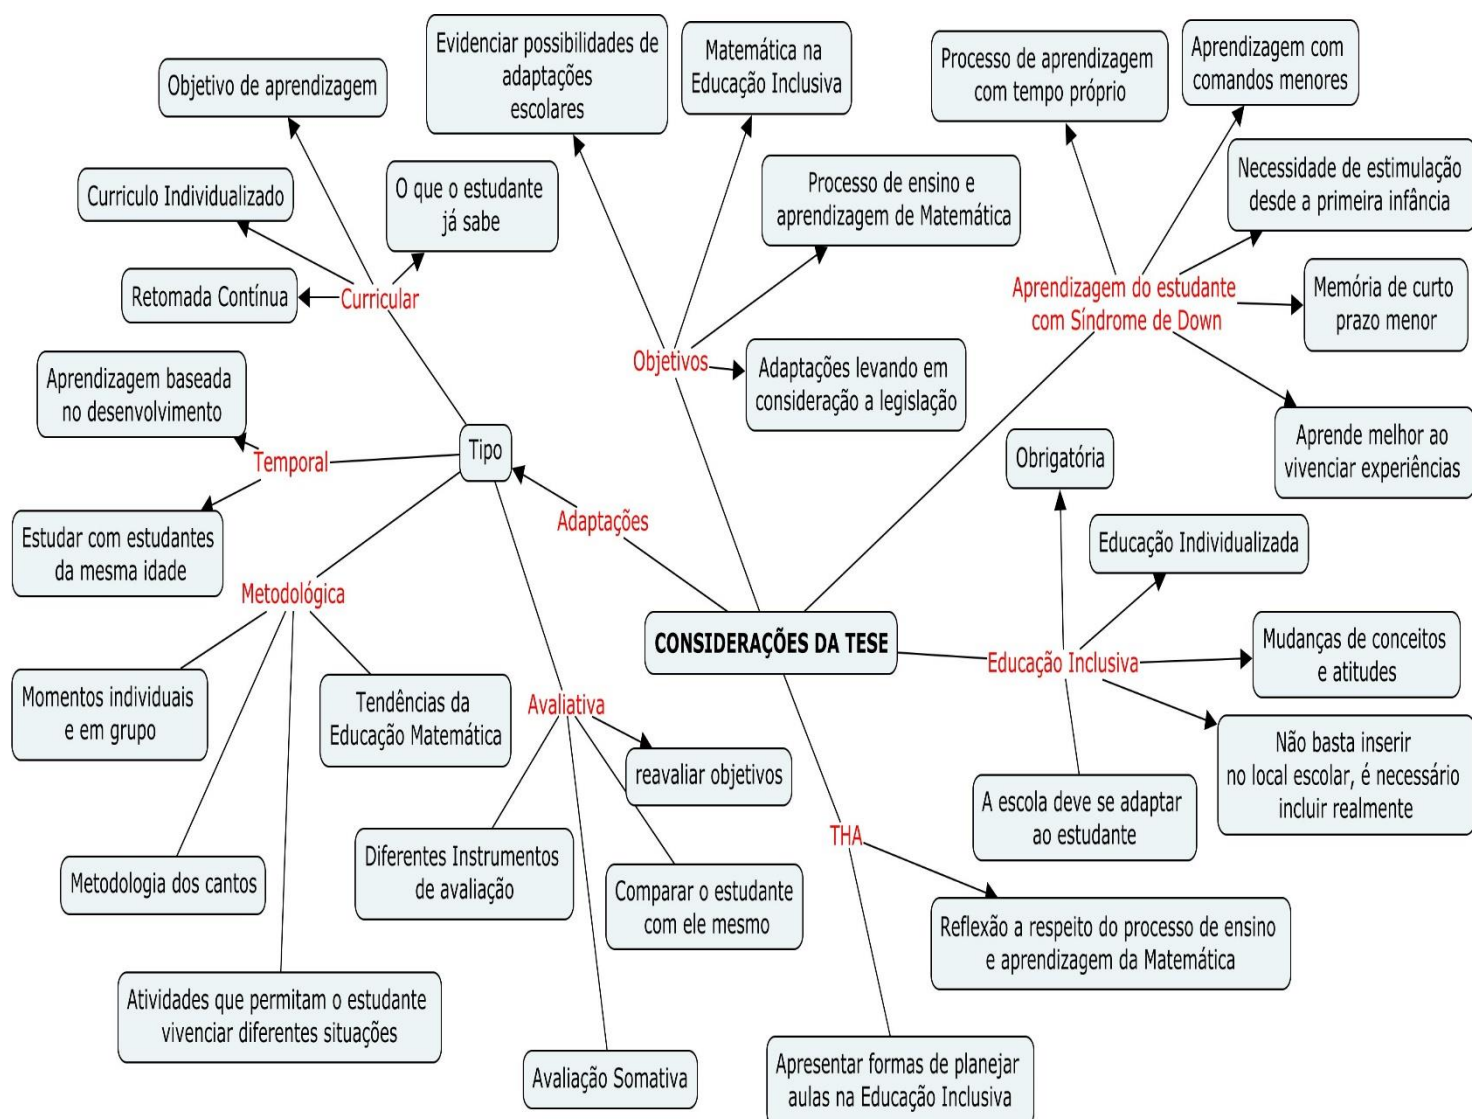 Evidenciar possibilidades de
adaptações
escolares
Matemática na
Educação Inclusiva
Processo de aprendizagem
com tempo próprio
Aprendizagem com
comandos menores
Objetivo de aprendizagem
Curriculo Individualizado
O que o estudante
já sabe
Processo de ensino e
aprendizagem de Matemática
Necessidade de estimulação
desde a primeira infância
Retomada Contínua
Curricular
Aprendizagem do estudante
com Síndrome de Down
Memória de curto
prazo menor
Objetivos
Adaptações levando em
consideração a legislação
Aprendizagem baseada
no desenvolvimento
Temporal
Tipo
Aprende melhor ao
vivenciar experiências
Obrigatória
Estudar com estudantes
da mesma idade
Adaptações
Educação Individualizada
Metodológica
CONSIDERAÇÕES DA TESE
Educação Inclusiva
Mudanças de conceitos
e atitudes
Momentos individuais
e em grupo
Tendências da
Educação Matemática
Avaliativa
reavaliar objetivos
Não basta inserir
no local escolar, é necessário
incluir realmente
A escola deve se adaptar
ao estudante
THA
Metodologia dos cantos
Diferentes Instrumentos
de avaliação
Comparar o estudante
com ele mesmo
Reflexão a respeito do processo de ensino
e aprendizagem da Matemática
Atividades que permitam o estudante
vivenciar diferentes situações
Avaliação Somativa
Apresentar formas de planejar
aulas na Educação Inclusiva